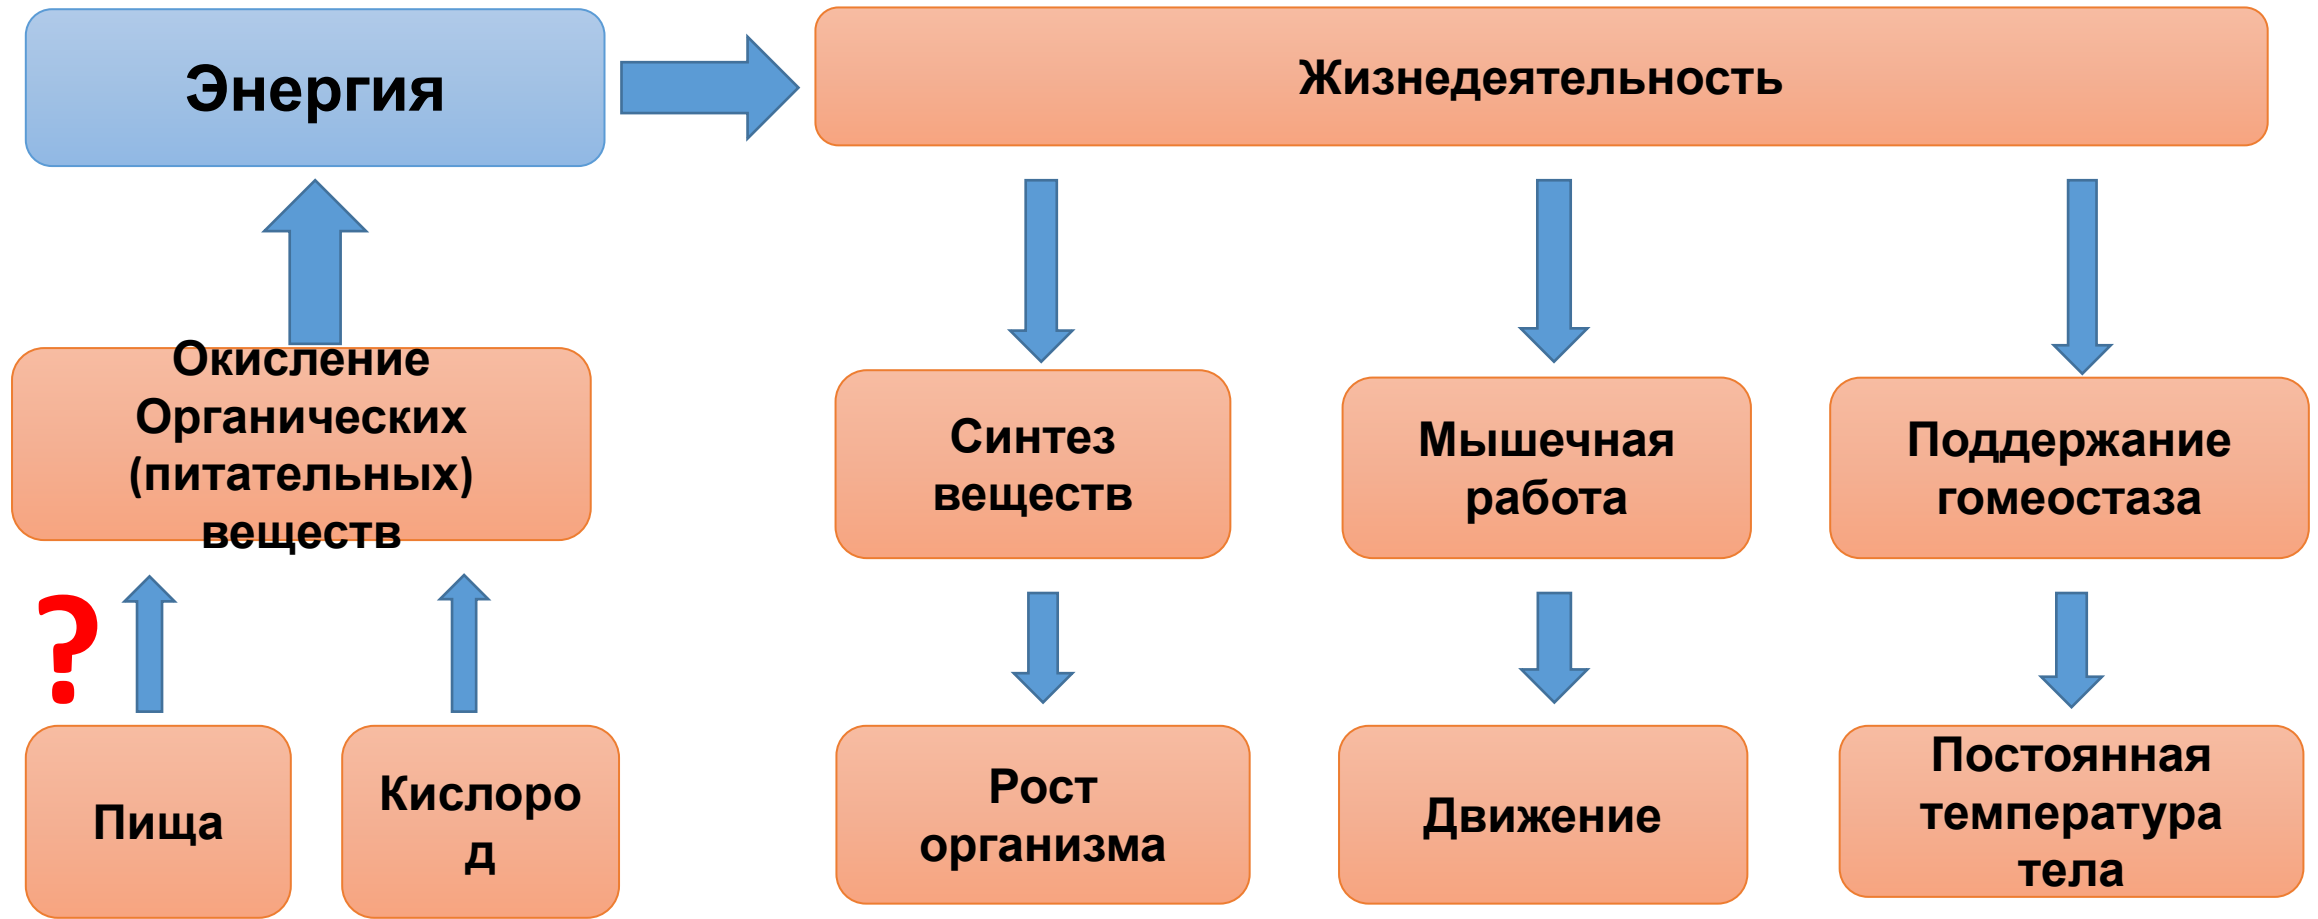 Энергия
Жизнедеятельность
Окисление
Органических
(питательных)
веществ
Синтез
веществ
Мышечная
работа
Поддержание
гомеостаза
?
Пища
Кислоро
д
Рост
организма
Движение
Постоянная
температура
тела